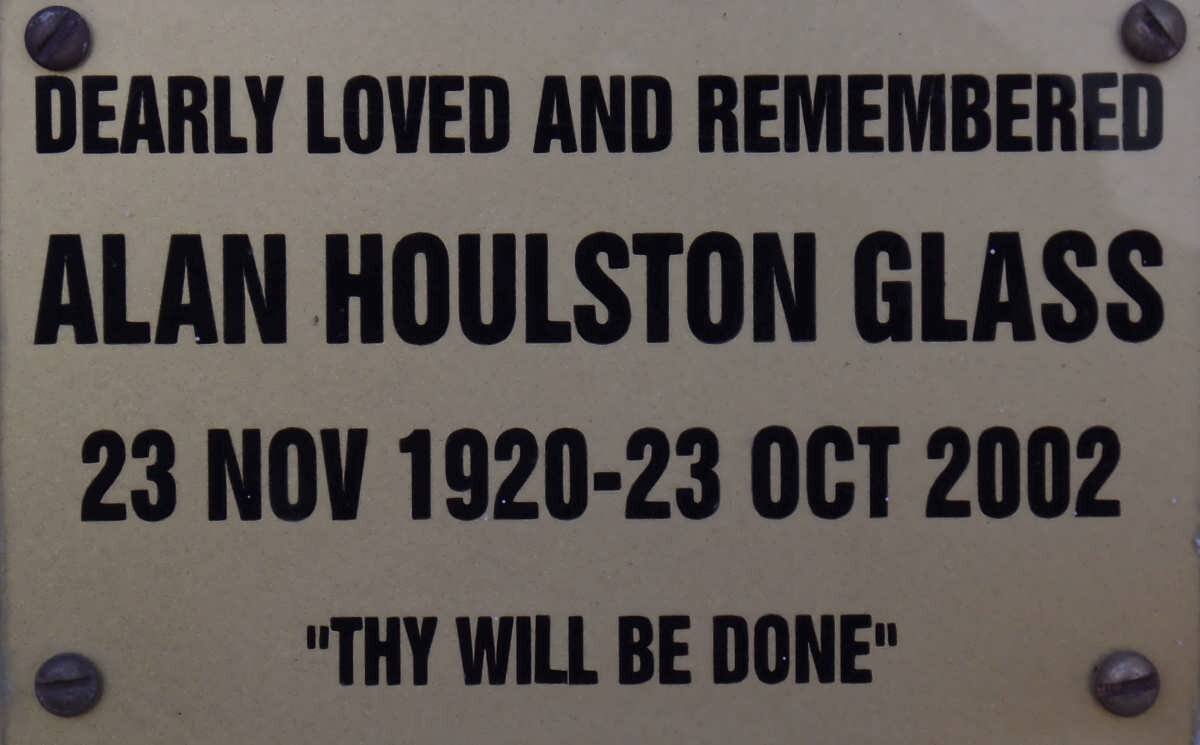 DEARLY LOVED AND REMEMBERED
ALAN HOULSTON GLASS
23 NOV 1920-23 OCT 2002
"THY WILL BE DONE"